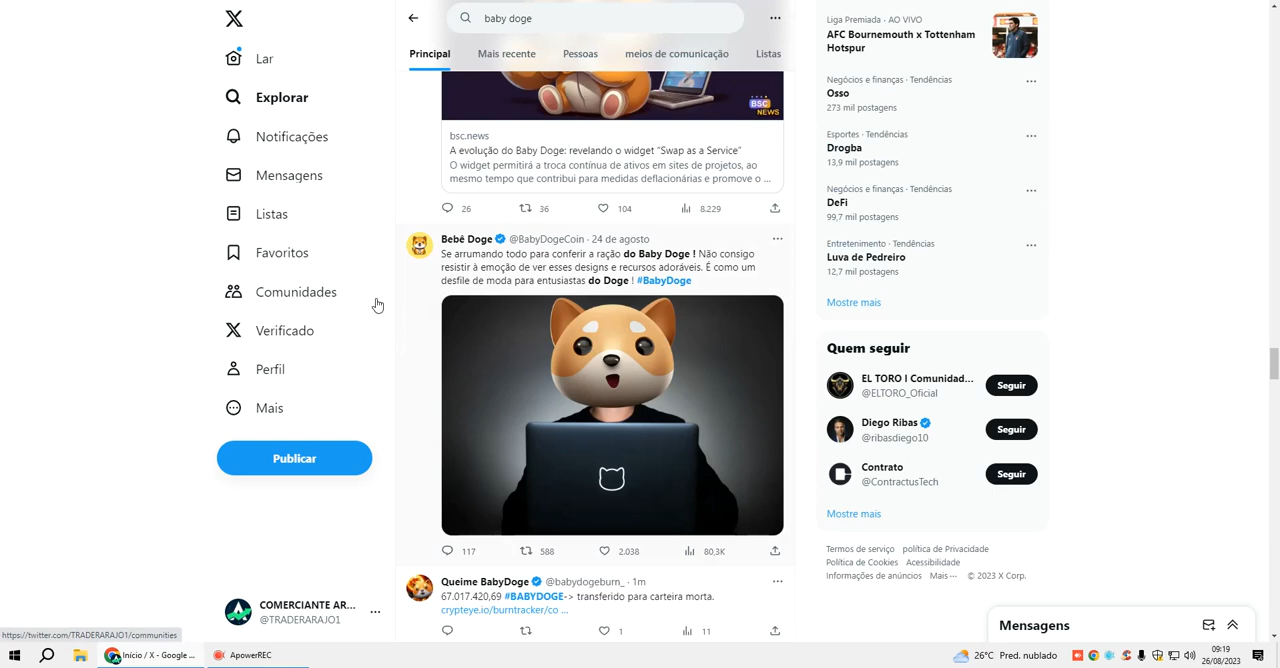 baby doge
Principal
Mais recente
Pessoas
meios de comunicação
Listas
Lar
Explorar
Notificações
Mensagens
Listas
Favoritos
Comunidades
Verificado
Perfil
Mais
Publicar
COMERCIANTE AR...
@TRADERARAJO1
BSC
NEWS
bsc.news
A evolução do Baby Doge: revelando o widget “Swap as a Service”
O widget permitirá a troca contínua de ativos em sites de projetos, ao
mesmo tempo que contribui para medidas deflacionárias e promove o ...
26 36 104 8.229
Bebê Doge @BabyDogeCoin · 24 de agosto
Se arrumando todo para conferir a ração do Baby Doge ! Não consigo
resistir à emoção de ver esses designs e recursos adoráveis. É como um
desfile de moda para entusiastas do Doge ! #BabyDoge
117 588 2.038 80,3K
Queime BabyDoge @babydogeburn_ · 1m
67.017.420,69 #BABYDOGE-> transferido para carteira morta.
crypteye.io/burntracker/co ...
1 11
Liga Premiada · AO VIVO
AFC Bournemouth x Tottenham
Hotspur
Negócios e finanças · Tendências
Osso
273 mil postagens
Esportes · Tendências
Drogba
13,9 mil postagens
Negócios e finanças · Tendências
DeFi
99,7 mil postagens
Entretenimento · Tendências
Luva de Pedreiro
12,7 mil postagens
Mostre mais
Quem seguir
EL TORO l Comunidad...
@ELTORO_Oficial
Seguir
Diego Ribas
@ribasdiego10
Seguir
Contrato
@ContractusTech
Seguir
Mostre mais
Termos de serviço política de Privacidade
Política de Cookies Acessibilidade
Informações de anúncios Mais ··· © 2023 X Corp.
Mensagens
https://twitter.com/TRADERARAJO1/communities
Início / X - Google ...
ApowerREC
26°C Pred. nublado
09:19
26/08/2023